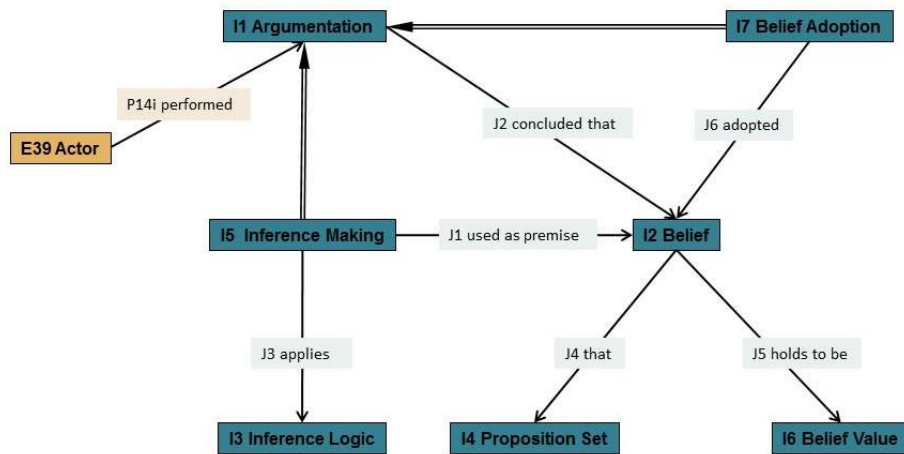 I1 Argumentation
I7 Belief Adoption
P14i performed
J2 concluded that
J6 adopted
E39 Actor
I5 Inference Making
J1 used as premise
I2 Belief
J3 applies
J4 that
J5 holds to be
I3 Inference Logic
I4 Proposition Set
I6 Belief Value